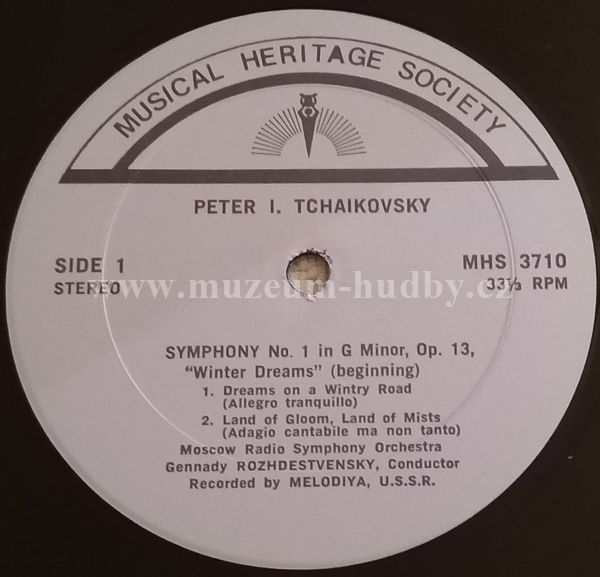 MUSICAL HERITAGE SOCIETY
PETER I. TCHAIKOVSKY
SIDE 1
STEREO
MHS 3710
33⅓ RPM
www.muzeum-hudby.cz
SYMPHONY No. 1 in G Minor, Op. 13,
"Winter Dreams" (beginning)
1. Dreams on a Wintry Road
(Allegro tranquillo)
2. Land of Gloom, Land of Mists
(Adagio cantabile ma non tanto)
Moscow Radio Symphony Orchestra
Gennady ROZHDESTVENSKY, Conductor
Recorded by MELODIYA, U.S.S.R.